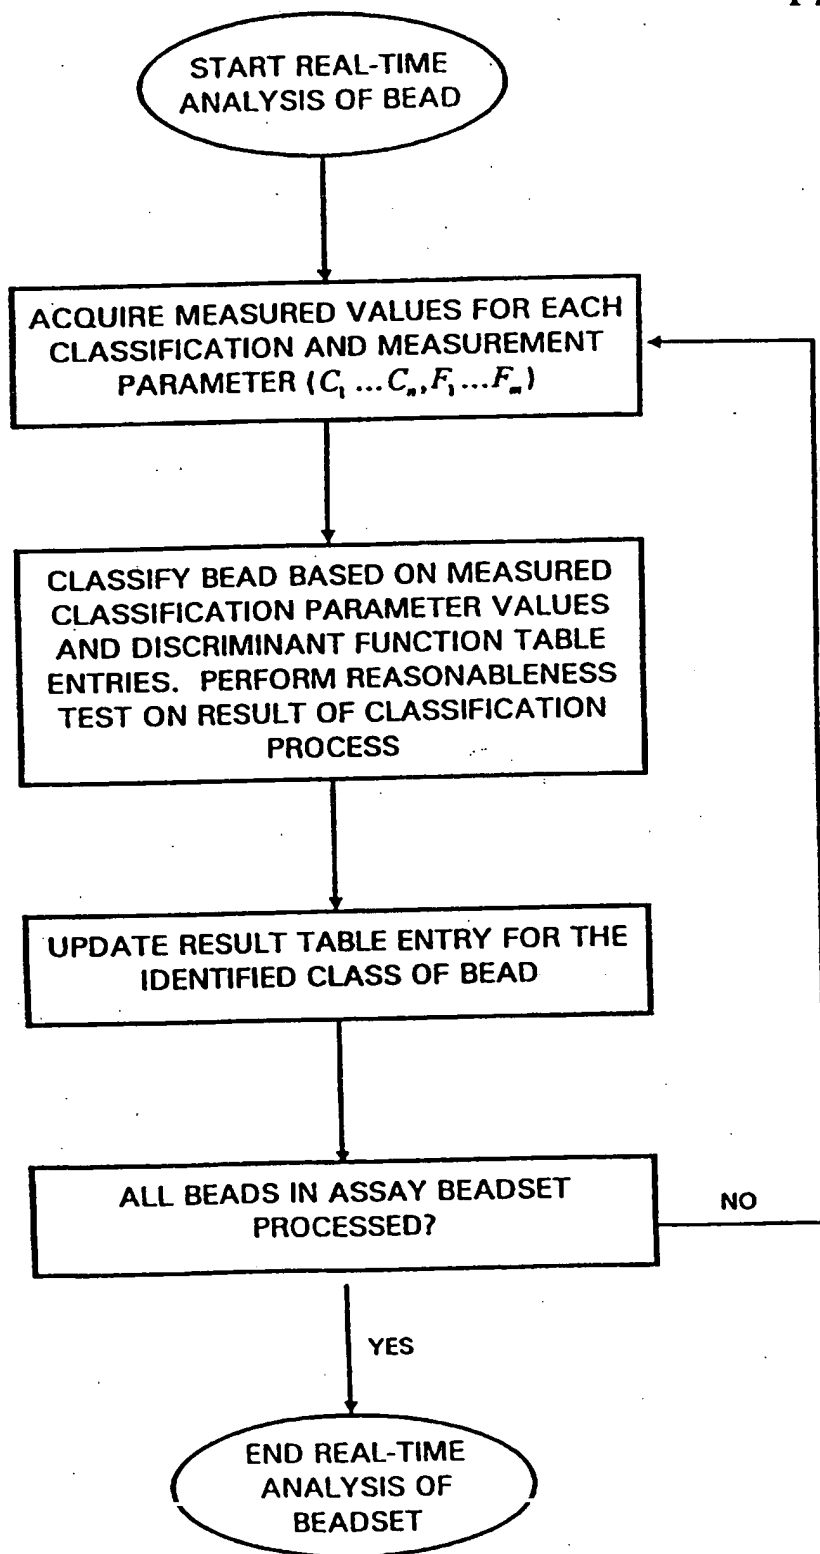 START REAL-TIME
ANALYSIS OF BEAD
ACQUIRE MEASURED VALUES FOR EACH
CLASSIFICATION AND MEASUREMENT
PARAMETER (C₁ ...Cₙ,F₁...Fₘ)
CLASSIFY BEAD BASED ON MEASURED
CLASSIFICATION PARAMETER VALUES
AND DISCRIMINANT FUNCTION TABLE
ENTRIES. PERFORM REASONABLENESS
TEST ON RESULT OF CLASSIFICATION
PROCESS
UPDATE RESULT TABLE ENTRY FOR THE
IDENTIFIED CLASS OF BEAD
ALL BEADS IN ASSAY BEADSET
PROCESSED?
NO
YES
END REAL-TIME
ANALYSIS OF
BEADSET